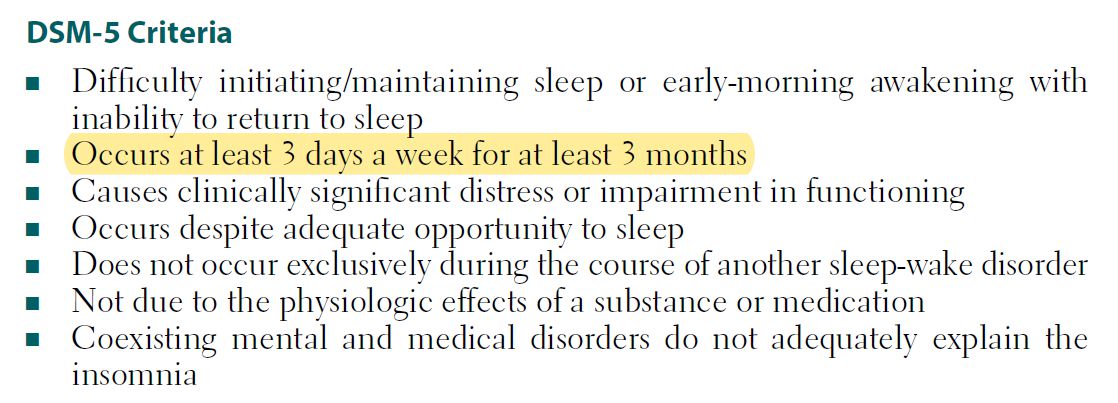 DSM-5 Criteria
■ Difficulty initiating/maintaining sleep or early-morning awakening with
inability to return to sleep
■ Occurs at least 3 days a week for at least 3 months
■ Causes clinically significant distress or impairment in functioning
■ Occurs despite adequate opportunity to sleep
■ Does not occur exclusively during the course of another sleep-wake disorder
■ Not due to the physiologic effects of a substance or medication
■ Coexisting mental and medical disorders do not adequately explain the
insomnia